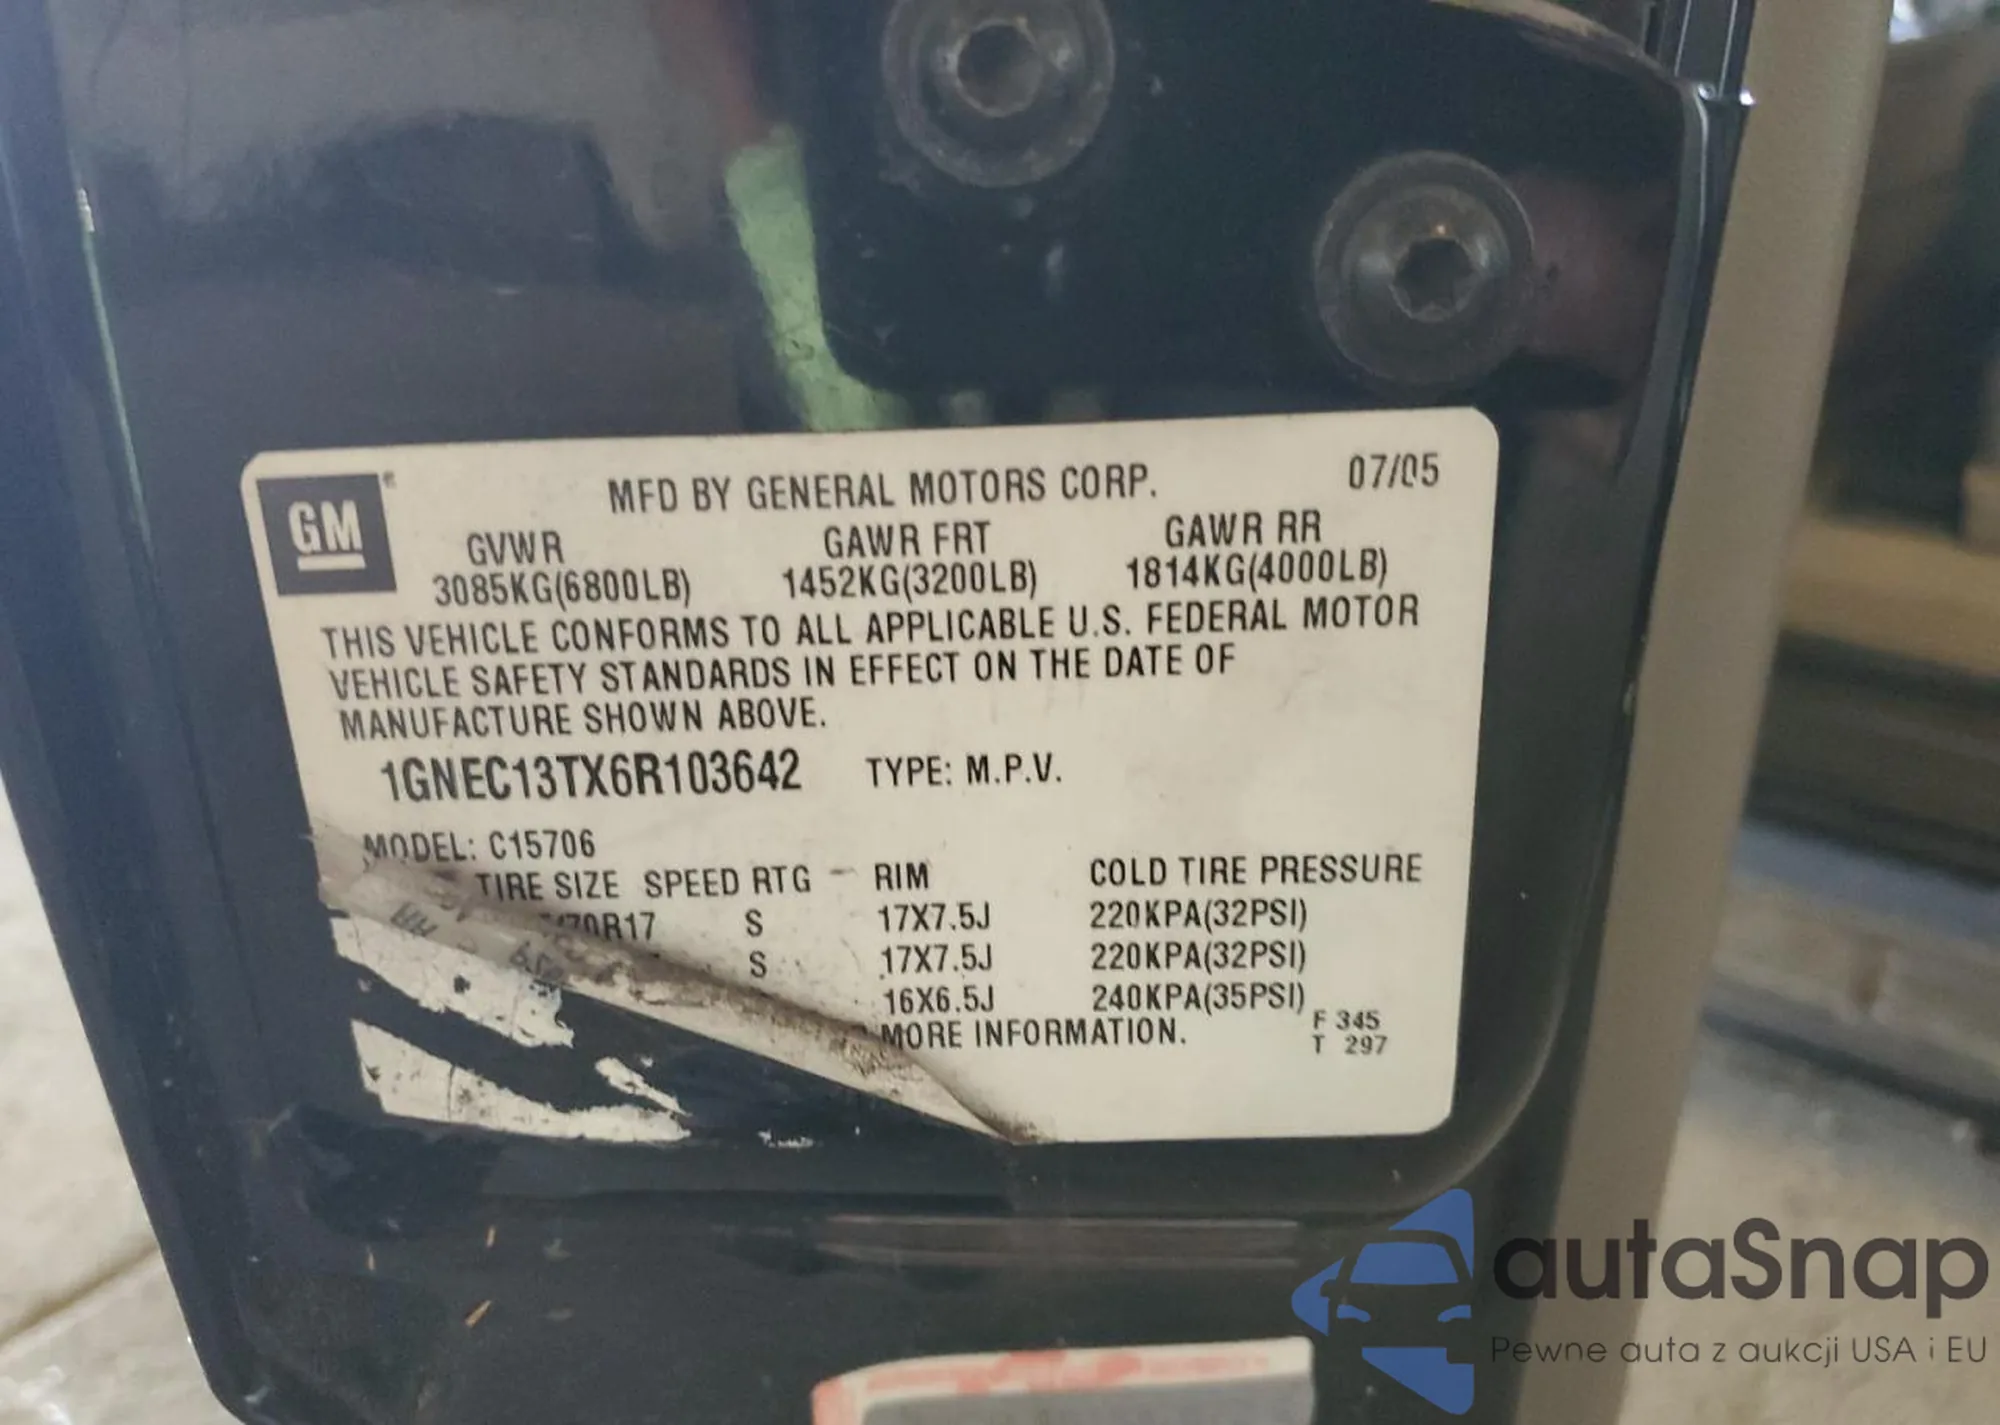 GM
MFD BY GENERAL MOTORS CORP. 07/05
GVWR GAWR FRT GAWR RR
3085KG(6800LB) 1452KG(3200LB) 1814KG(4000LB)
THIS VEHICLE CONFORMS TO ALL APPLICABLE U.S. FEDERAL MOTOR
VEHICLE SAFETY STANDARDS IN EFFECT ON THE DATE OF
MANUFACTURE SHOWN ABOVE.
1GNEC13TX6R103642 TYPE: M.P.V.
MODEL: C15706
TIRE SIZE SPEED RTG RIM COLD TIRE PRESSURE
70R17 S 17X7.5J 220KPA(32PSI)
S 17X7.5J 220KPA(32PSI)
16X6.5J 240KPA(35PSI)
MORE INFORMATION.
F 345
T 297
autaSnap
Pewne auta z aukcji USA i EU